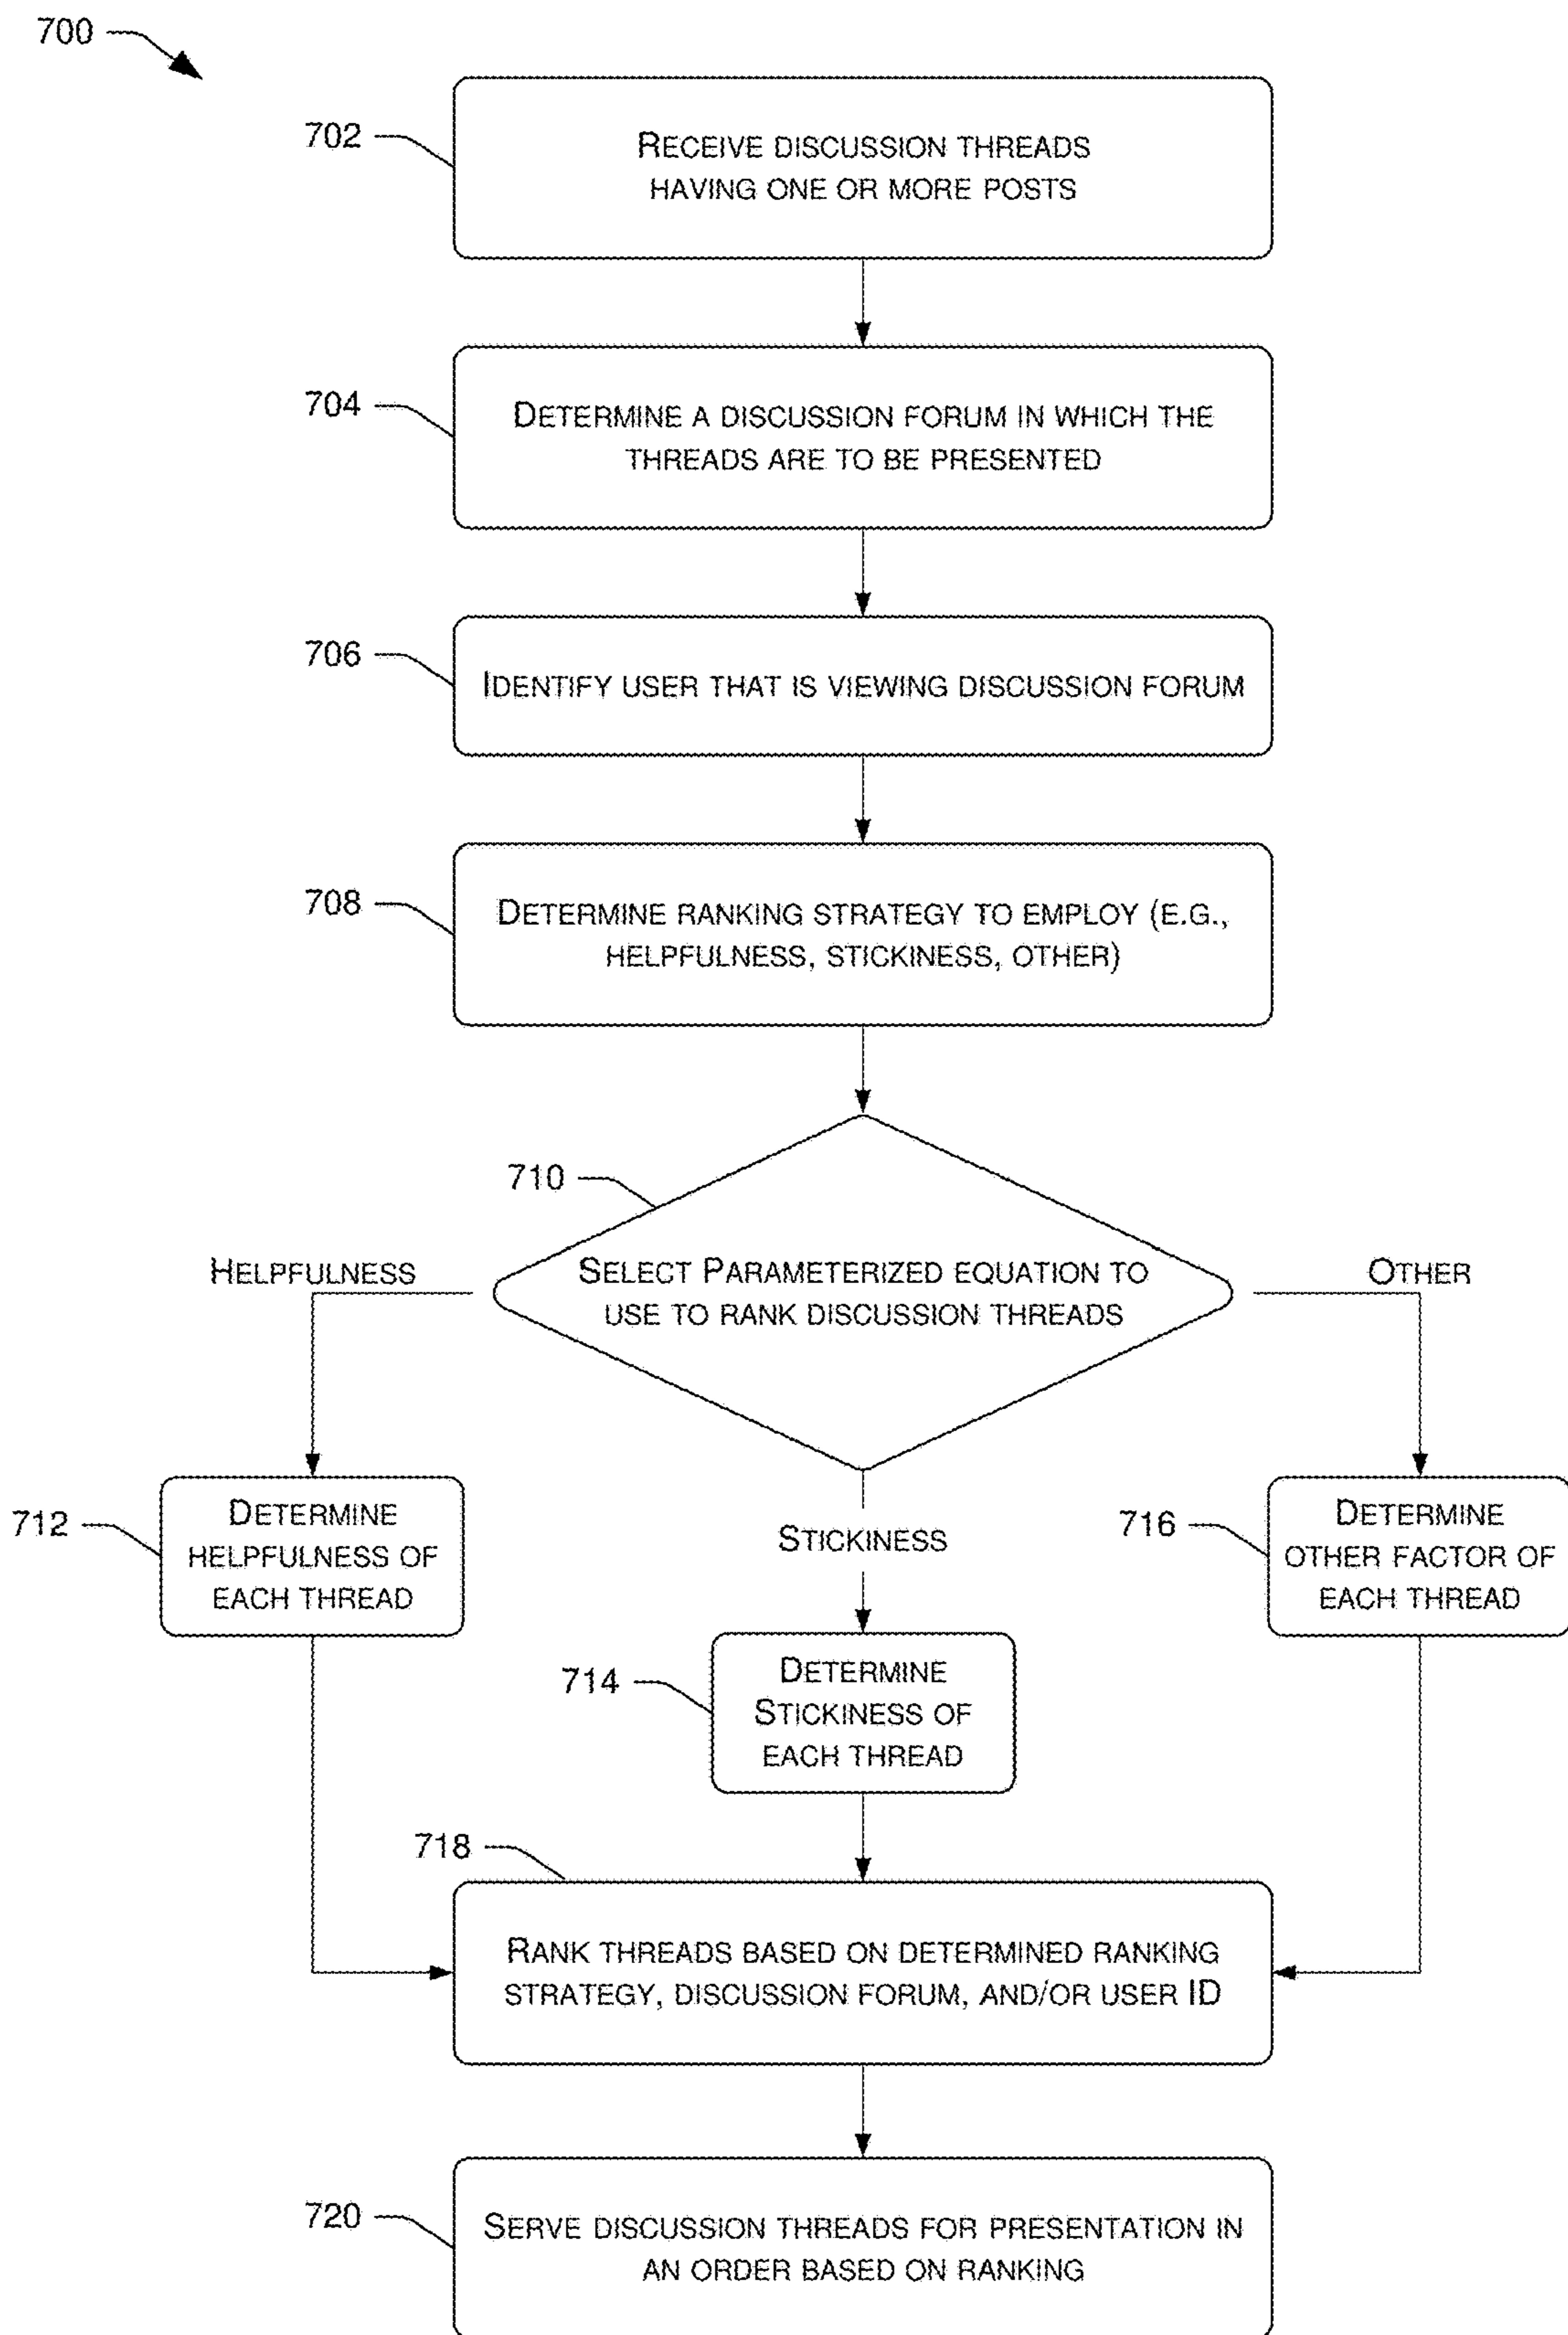 700
702
RECEIVE DISCUSSION THREADS
HAVING ONE OR MORE POSTS
704
DETERMINE A DISCUSSION FORUM IN WHICH THE
THREADS ARE TO BE PRESENTED
706
IDENTIFY USER THAT IS VIEWING DISCUSSION FORUM
708
DETERMINE RANKING STRATEGY TO EMPLOY (E.G.,
HELPFULNESS, STICKINESS, OTHER)
710
SELECT PARAMETERIZED EQUATION TO
USE TO RANK DISCUSSION THREADS
HELPFULNESS
OTHER
712
DETERMINE
HELPFULNESS OF
EACH THREAD
STICKINESS
716
DETERMINE
OTHER FACTOR OF
EACH THREAD
714
DETERMINE
STICKINESS OF
EACH THREAD
718
RANK THREADS BASED ON DETERMINED RANKING
STRATEGY, DISCUSSION FORUM, AND/OR USER ID
720
SERVE DISCUSSION THREADS FOR PRESENTATION IN
AN ORDER BASED ON RANKING